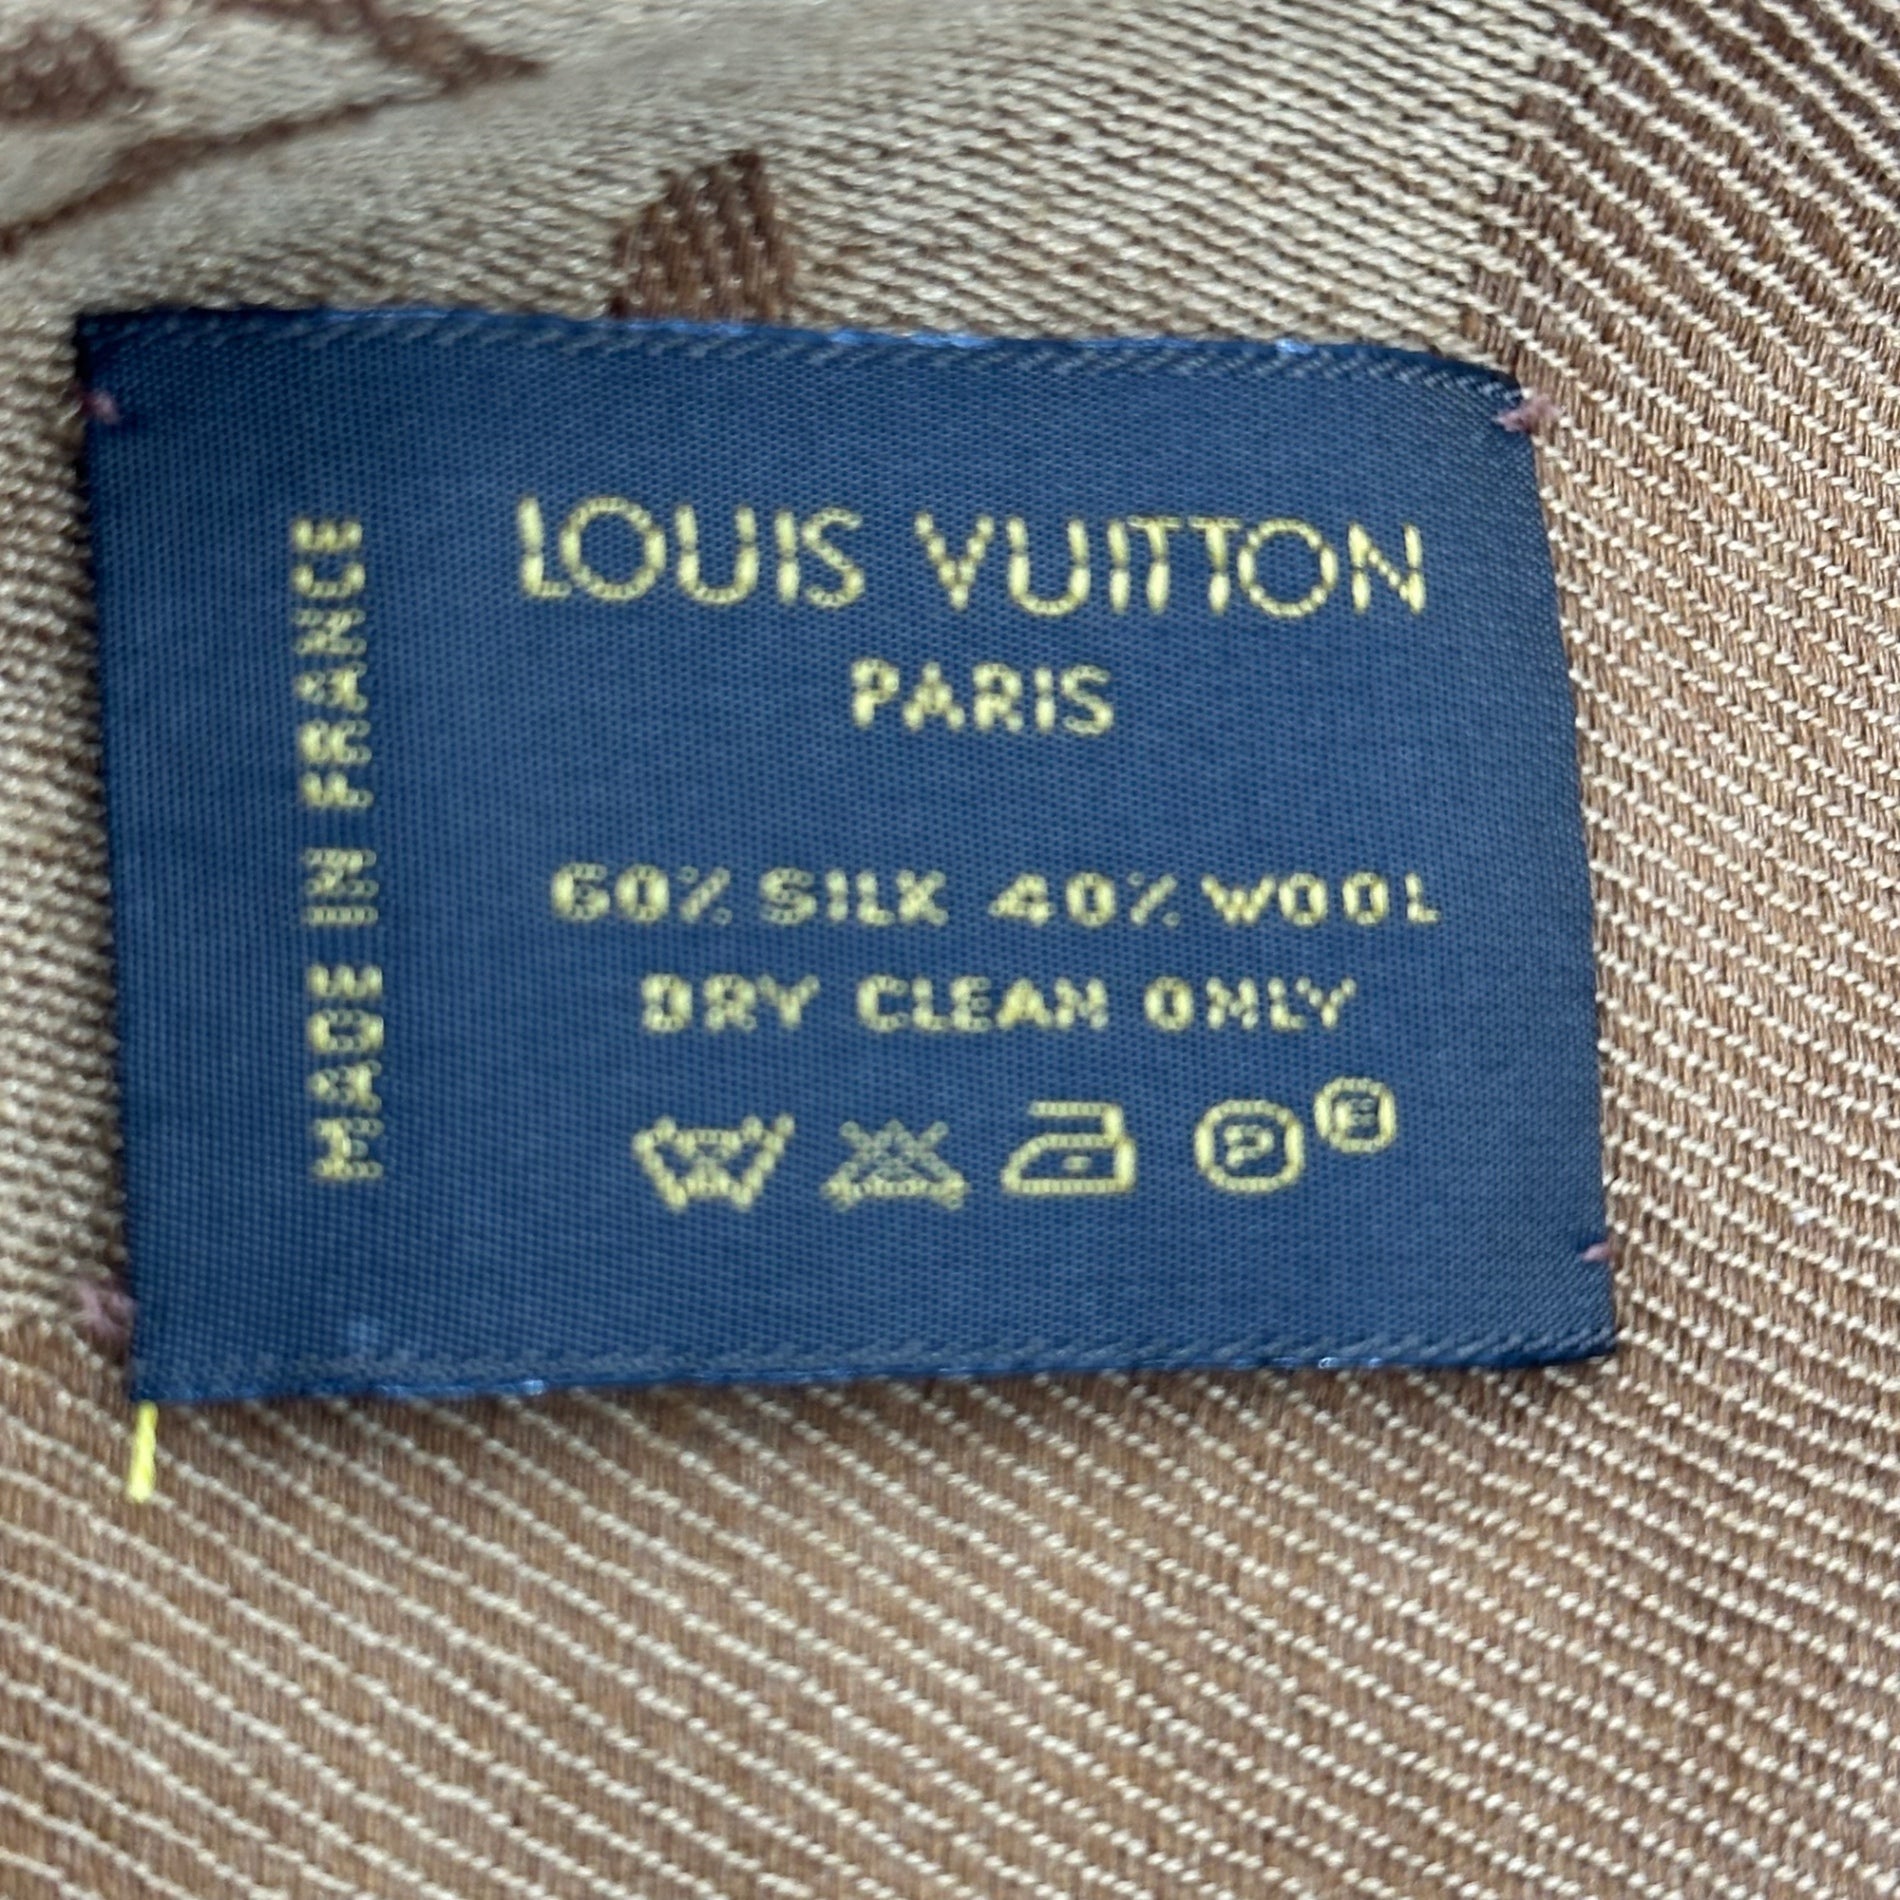 LOUIS VUITTON
PARIS
60% SILK 40% WOOL
DRY CLEAN ONLY
P
MADE IN FRANCE